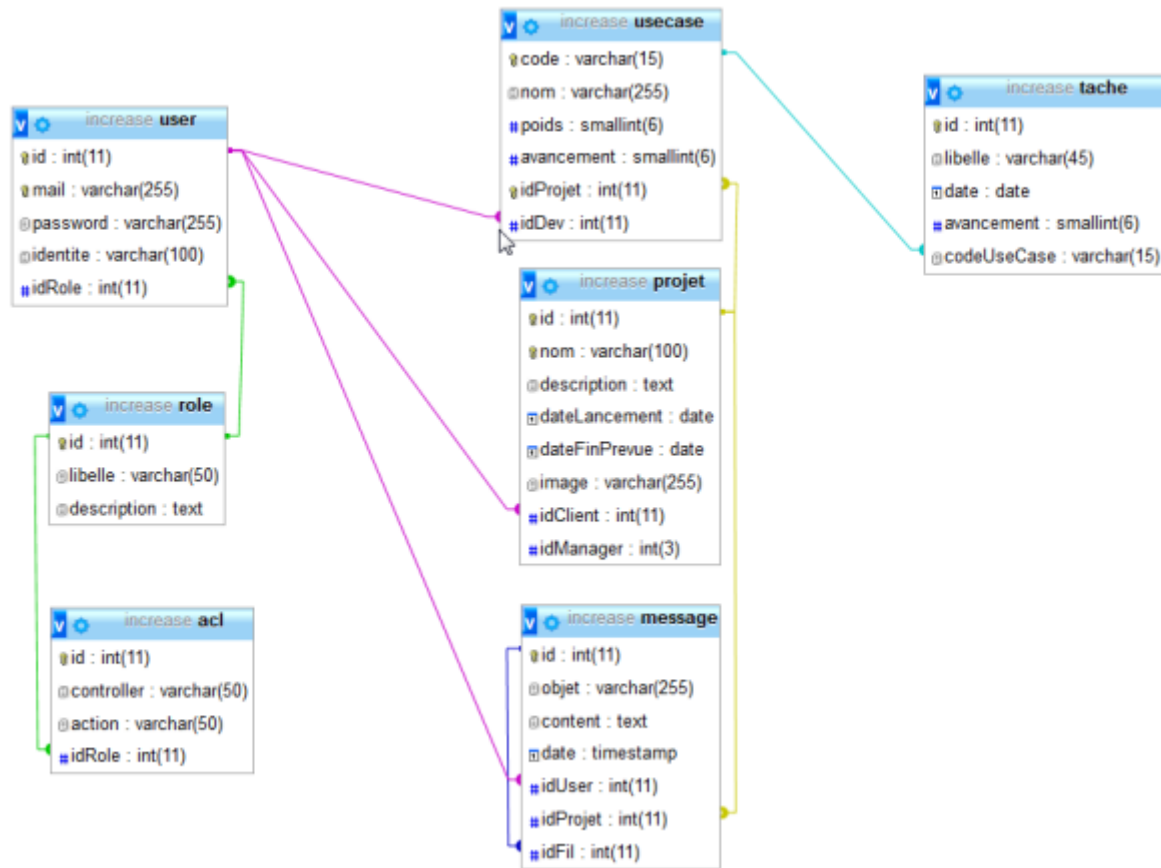 increase user
id : int(11)
mail : varchar(255)
password : varchar(255)
identite : varchar(100)
#idRole : int(11)
increase role
id : int(11)
libelle : varchar(50)
description : text
increase acl
id : int(11)
controller : varchar(50)
action : varchar(50)
#idRole : int(11)
v increase usecase
code : varchar(15)
nom : varchar(255)
#poids : smallint(6)
#avancement : smallint(6)
idProjet : int(11)
#idDev : int(11)
v increase projet
id : int(11)
nom : varchar(100)
description : text
dateLancement : date
dateFinPrevue : date
image : varchar(255)
#idClient : int(11)
#idManager : int(3)
v increase message
id : int(11)
objet : varchar(255)
content : text
date : timestamp
#idUser : int(11)
#idProjet : int(11)
#idFil : int(11)
v increase tache
id : int(11)
libelle : varchar(45)
date : date
#avancement : smallint(6)
codeUseCase : varchar(15)